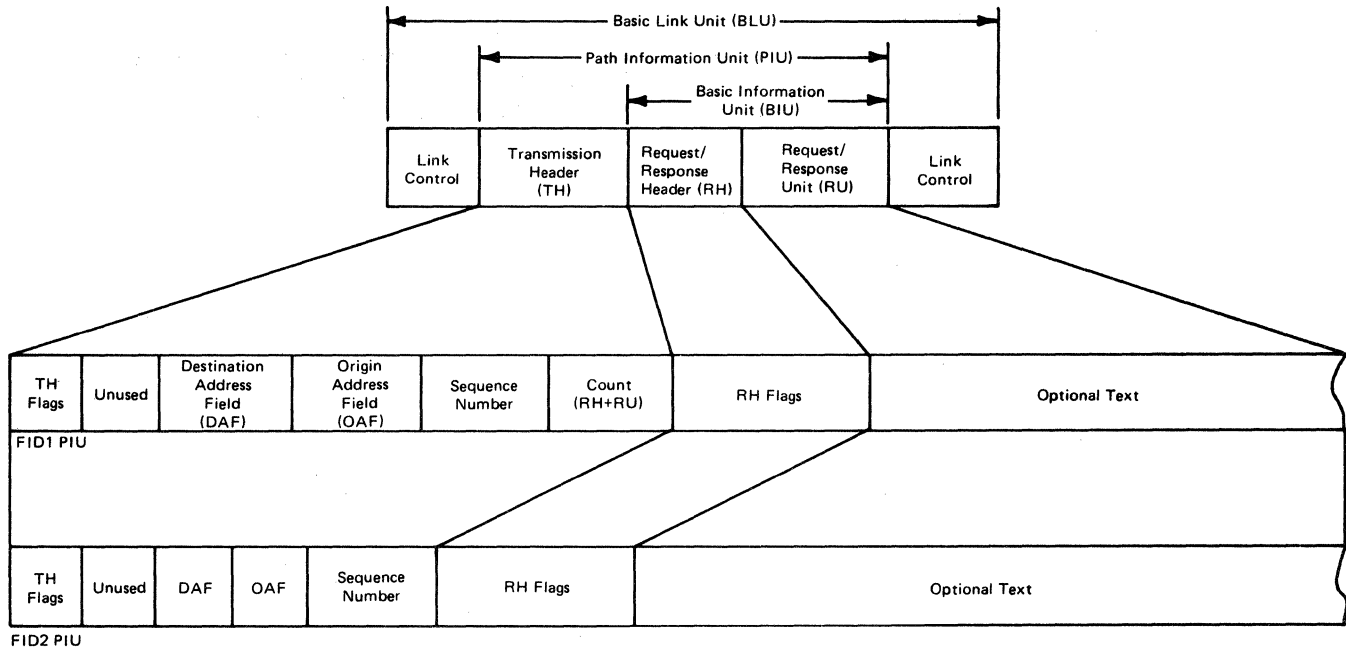 Basic Link Unit (BLU)
Path Information Unit (PIU)
Basic Information
Unit (BIU)
Link
Control
Transmission
Header
(TH)
Request/
Response
Header (RH)
Request/
Response
Unit (RU)
Link
Control
TH
Flags
Unused
Destination
Address
Field
(DAF)
Origin
Address
Field
(OAF)
Sequence
Number
Count
(RH+RU)
RH Flags
Optional Text
FID1 PIU
TH
Flags
Unused
DAF
OAF
Sequence
Number
RH Flags
Optional Text
FID2 PIU